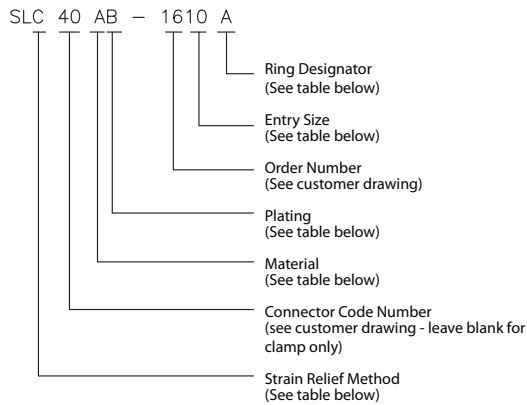 SLC 40 AB - 1610 A
Ring Designator
(See table below)
Entry Size
(See table below)
Order Number
(See customer drawing)
Plating
(See table below)
Material
(See table below)
Connector Code Number
(see customer drawing - leave blank for
clamp only)
Strain Relief Method
(See table below)